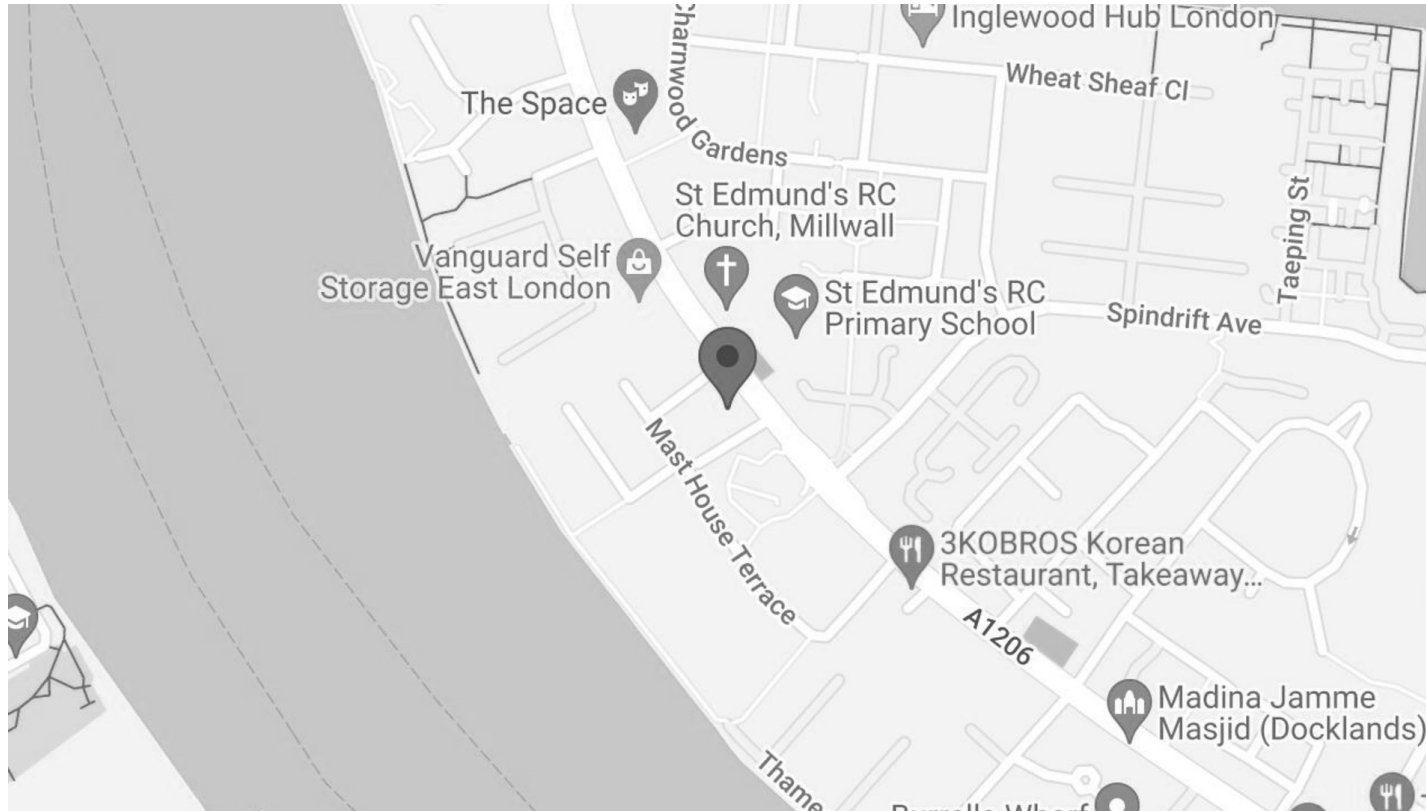 Inglewood Hub London
Wheat Sheaf Cl
Charnwood Gardens
The Space
St Edmund's RC
Church, Millwall
Taeping St
Vanguard Self
Storage East London
St Edmund's RC
Primary School
Spindrift Ave
Mast House Terrace
3KOBROS Korean
Restaurant, Takeaway...
A1206
Madina Jamme
Masjid (Docklands)
Thame